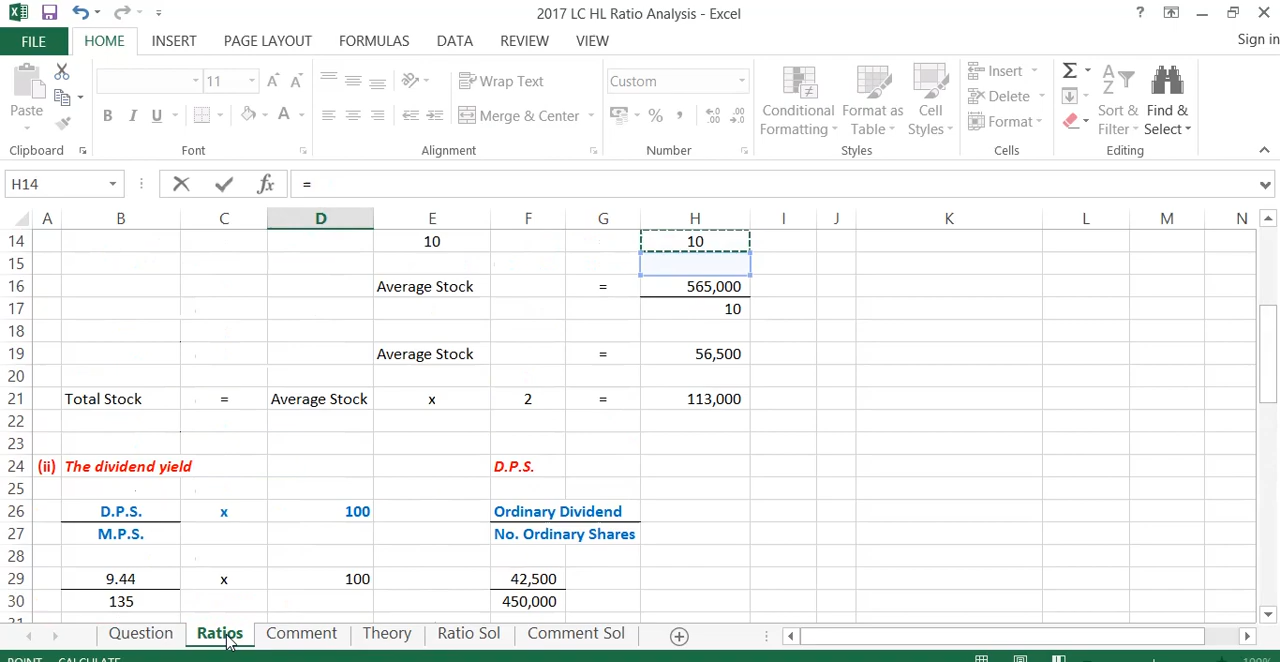 2017 LC HL Ratio Analysis - Excel
? Sign in
FILE HOME INSERT PAGE LAYOUT FORMULAS DATA REVIEW VIEW
Paste
11
B I U A
Wrap Text
Merge & Center
Custom
% ,
Conditional Formatting
Format as Table
Cell Styles
Insert
Delete
Format
Sort & Filter
Find & Select
Clipboard Font Alignment Number Styles Cells Editing
H14 fx =
A B C D E F G H I J K L M N
14 10 10
15
16 Average Stock = 565,000
17 10
18
19 Average Stock = 56,500
20
21 Total Stock = Average Stock x 2 = 113,000
22
23
24 (ii) The dividend yield D.P.S.
25
26 D.P.S. x 100 Ordinary Dividend
27 M.P.S. No. Ordinary Shares
28
29 9.44 x 100 42,500
30 135 450,000
Question Ratios Comment Theory Ratio Sol Comment Sol
POINT CALCULATE 100%